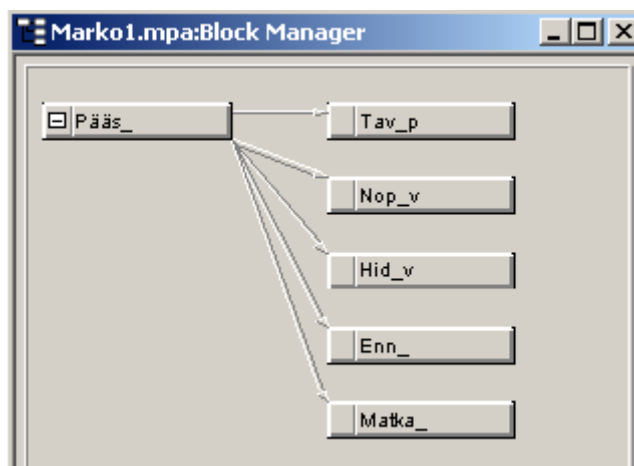 Marko1.mpa:Block Manager
Pääs_
Tav_p
Nop_v
Hid_v
Enn_
Matka_